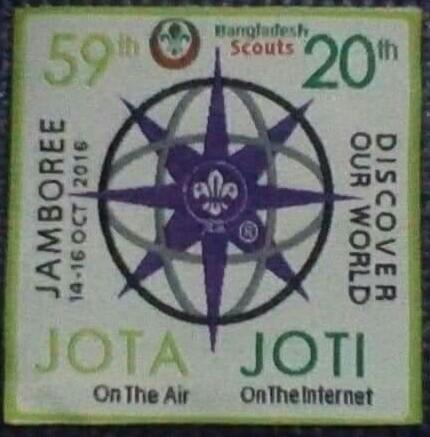 59th
Bangladesh
Scouts
20th
JAMBOREE
14-16 OCT 2016
DISCOVER
OUR WORLD
®
JOTA
JOTI
On The Air
On The Internet